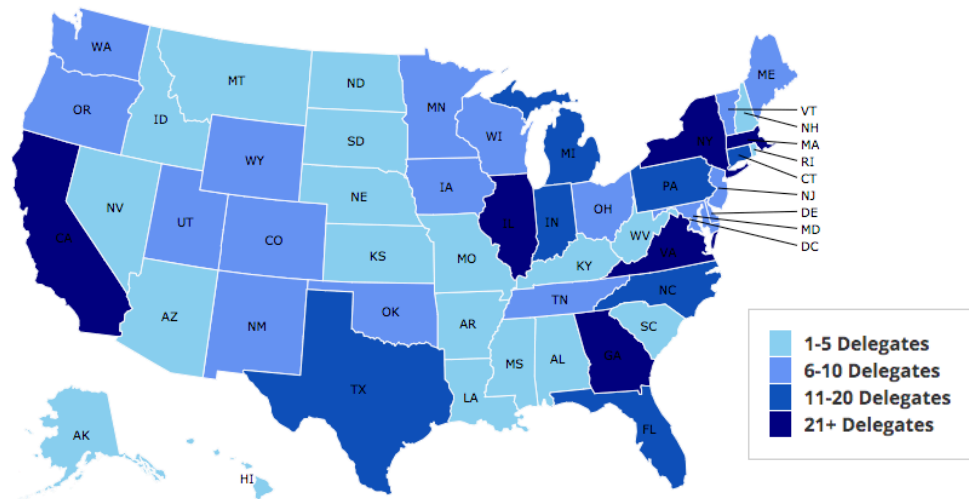 WA
MT
ND
MN
ME
OR
ID
SD
WI
MI
NY
VT
NH
MA
RI
CT
NJ
DE
MD
DC
WY
NE
IA
PA
NV
UT
CO
IL
IN
OH
WV
VA
CA
KS
MO
KY
NC
AZ
NM
OK
AR
TN
SC
TX
LA
MS
AL
GA
FL
AK
HI
1-5 Delegates
6-10 Delegates
11-20 Delegates
21+ Delegates